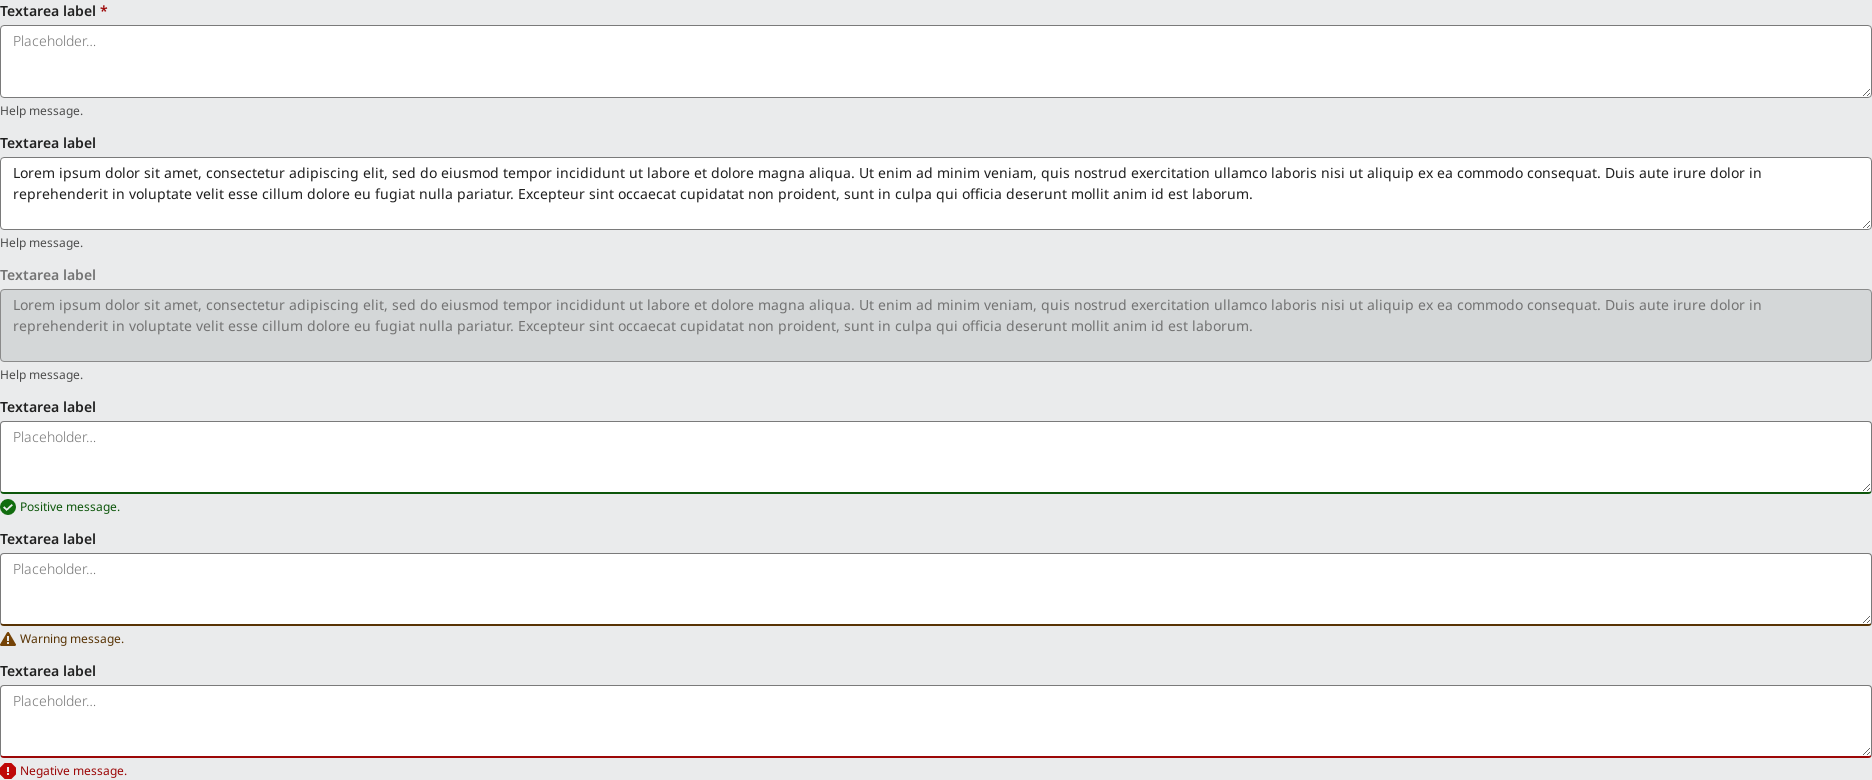 Textarea label *
Placeholder...
Help message.
Textarea label
Lorem ipsum dolor sit amet, consectetur adipiscing elit, sed do eiusmod tempor incididunt ut labore et dolore magna aliqua. Ut enim ad minim veniam, quis nostrud exercitation ullamco laboris nisi ut aliquip ex ea commodo consequat. Duis aute irure dolor in
reprehenderit in voluptate velit esse cillum dolore eu fugiat nulla pariatur. Excepteur sint occaecat cupidatat non proident, sunt in culpa qui officia deserunt mollit anim id est laborum.
Help message.
Textarea label
Lorem ipsum dolor sit amet, consectetur adipiscing elit, sed do eiusmod tempor incididunt ut labore et dolore magna aliqua. Ut enim ad minim veniam, quis nostrud exercitation ullamco laboris nisi ut aliquip ex ea commodo consequat. Duis aute irure dolor in
reprehenderit in voluptate velit esse cillum dolore eu fugiat nulla pariatur. Excepteur sint occaecat cupidatat non proident, sunt in culpa qui officia deserunt mollit anim id est laborum.
Help message.
Textarea label
Placeholder...
Positive message.
Textarea label
Placeholder...
Warning message.
Textarea label
Placeholder...
Negative message.